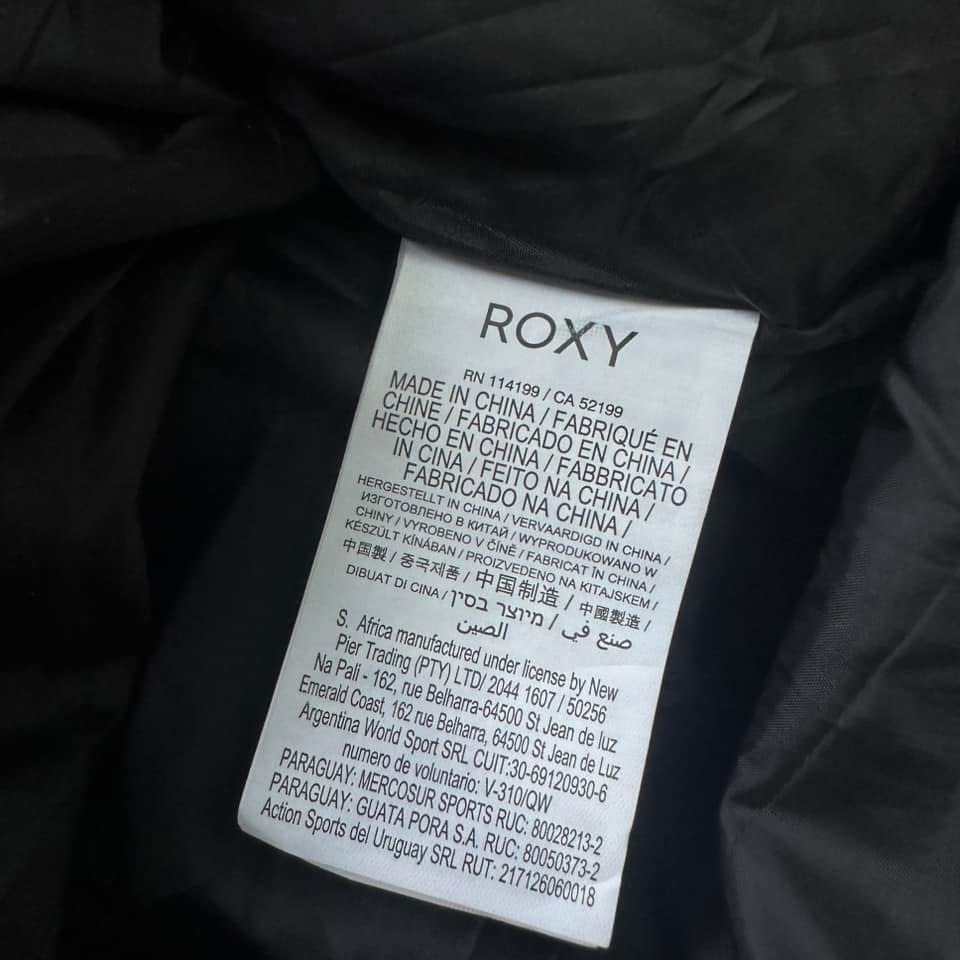 ROXY
RN 114199 / CA 52199
MADE IN CHINA / FABRIQUÉ EN
CHINE / FABRICADO EN CHINA /
HECHO EN CHINA / FABBRICATO
IN CINA / FEITO NA CHINA /
FABRICADO NA CHINA /
HERGESTELLT IN CHINA / VERVAARDIGD IN CHINA /
ИЗГОТОВЛЕНО В КИТАЙ / WYPRODUKOWANO W
CHINY / VYROBENO V ČÍNĚ / FABRICAT ÎN CHINA /
KÉSZÜLT KÍNÁBAN / PROIZVEDENO NA KITAJSKEM /
中国製 / 중국제품 / 中国制造 / 中國製造 /
DIBUAT DI CINA / מיוצר בסין / صنع في
الصين
S. Africa manufactured under license by New
Pier Trading (PTY) LTD/ 2044 1607 / 50256
Na Pali - 162, rue Belharra-64500 St Jean de luz
Emerald Coast, 162 rue Belharra, 64500 St Jean de Luz
Argentina World Sport SRL CUIT:30-69120930-6
numero de voluntario: V-310/QW
PARAGUAY: MERCOSUR SPORTS RUC: 80028213-2
PARAGUAY: GUATA PORA S.A. RUC: 80050373-2
Action Sports del Uruguay SRL RUT: 217126060018